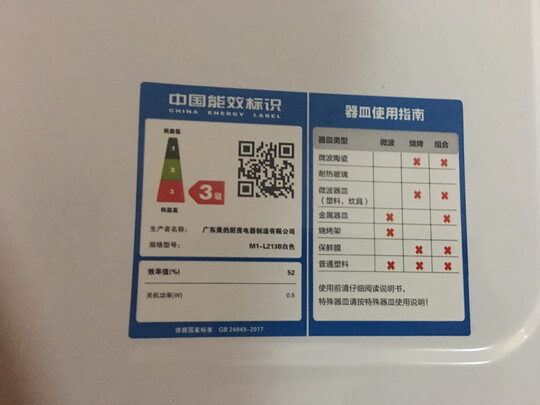 中国能效标识
CHINA ENERGY LABEL
耗能低
1
2
3
3级
耗能高
生产者名称： 广东美的厨房电器制造有限公司
规格型号： M1-L213B白色
效率值(%) 52
关机功率(W) 0.5
依据国家标准 GB 24849-2017
器皿使用指南
器皿类型 微波 烧烤 组合
微波陶瓷 ✖ ✖
耐热玻璃
微波器皿 ✖ ✖
（塑料、炊具）
金属器皿 ✖ ✖
烧烤架 ✖
保鲜膜 ✖ ✖
普通塑料 ✖ ✖ ✖
使用前请仔细阅读说明书，
特殊器皿请按特殊器皿使用说明！